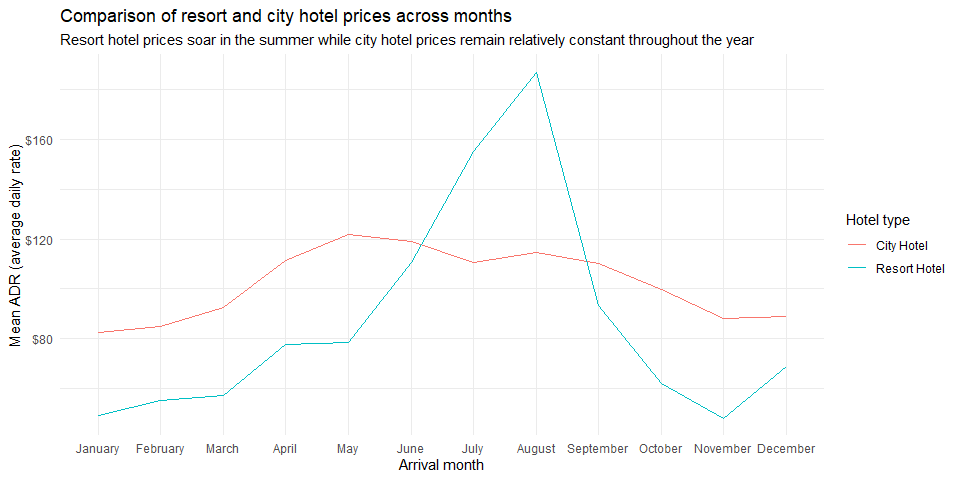 Comparison of resort and city hotel prices across months
Resort hotel prices soar in the summer while city hotel prices remain relatively constant throughout the year
Mean ADR (average daily rate)
$160
$120
$80
January February March April May June July August September October November December
Arrival month
Hotel type
City Hotel
Resort Hotel